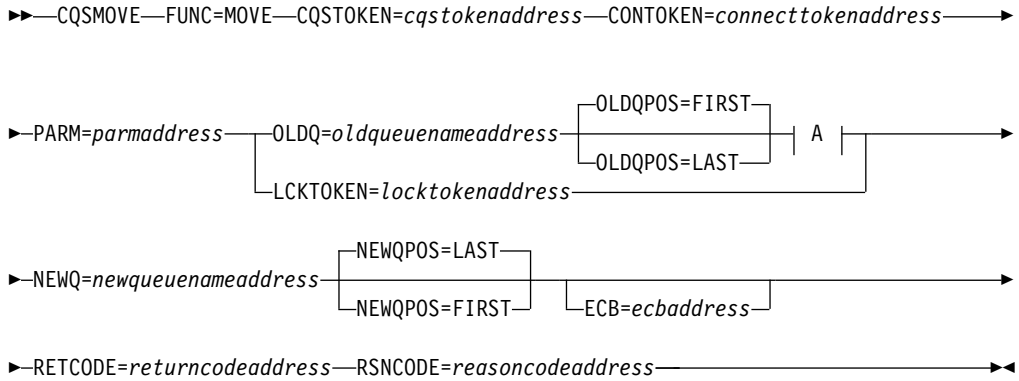 CQSMOVE FUNC=MOVE CQSTOKEN=cqstokenaddress CONTOKEN=connecttokenaddress
OLDQPOS=FIRST
PARM=parmaddress OLDQ=oldqueuenameaddress A
OLDQPOS=LAST
LCKTOKEN=locktokenaddress
NEWQPOS=LAST
NEWQ=newqueuenameaddress
NEWQPOS=FIRST ECB=ecbaddress
RETCODE=returncodeaddress RSNCODE=reasoncodeaddress